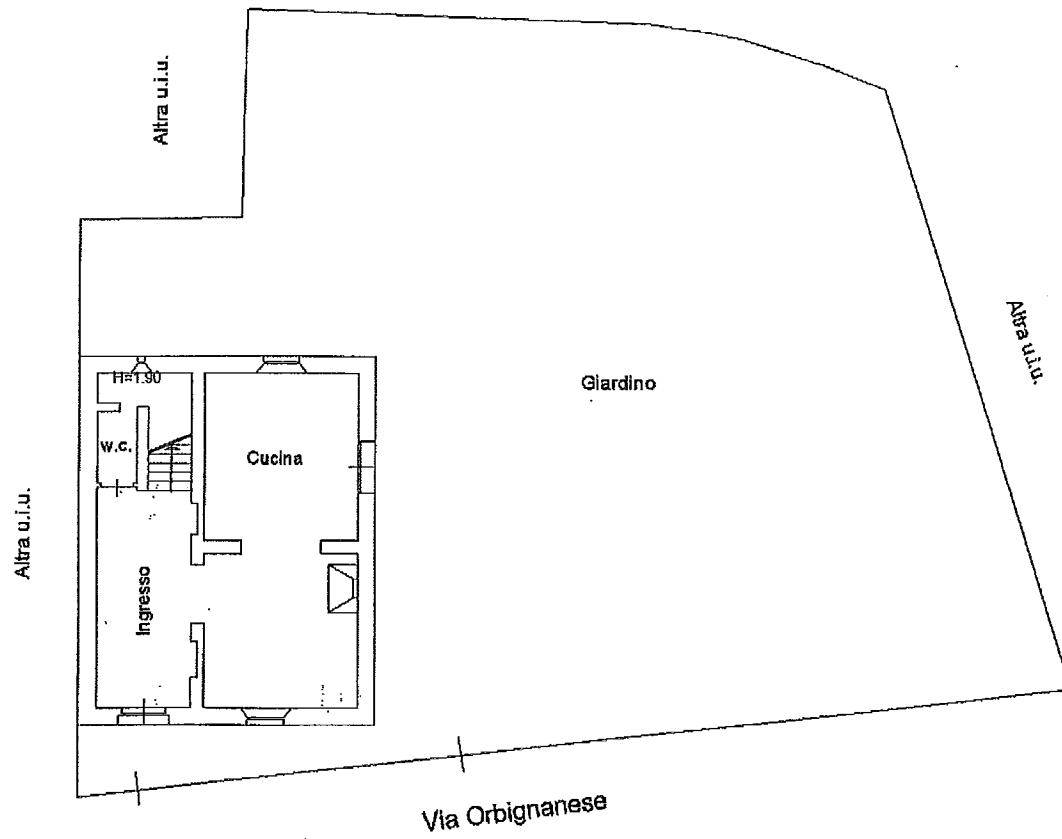 Altra u.i.u.
Altra u.i.u.
Giardino
H=1.90
w.c.
Cucina
Altra u.i.u.
Ingresso
Via Orbignanese